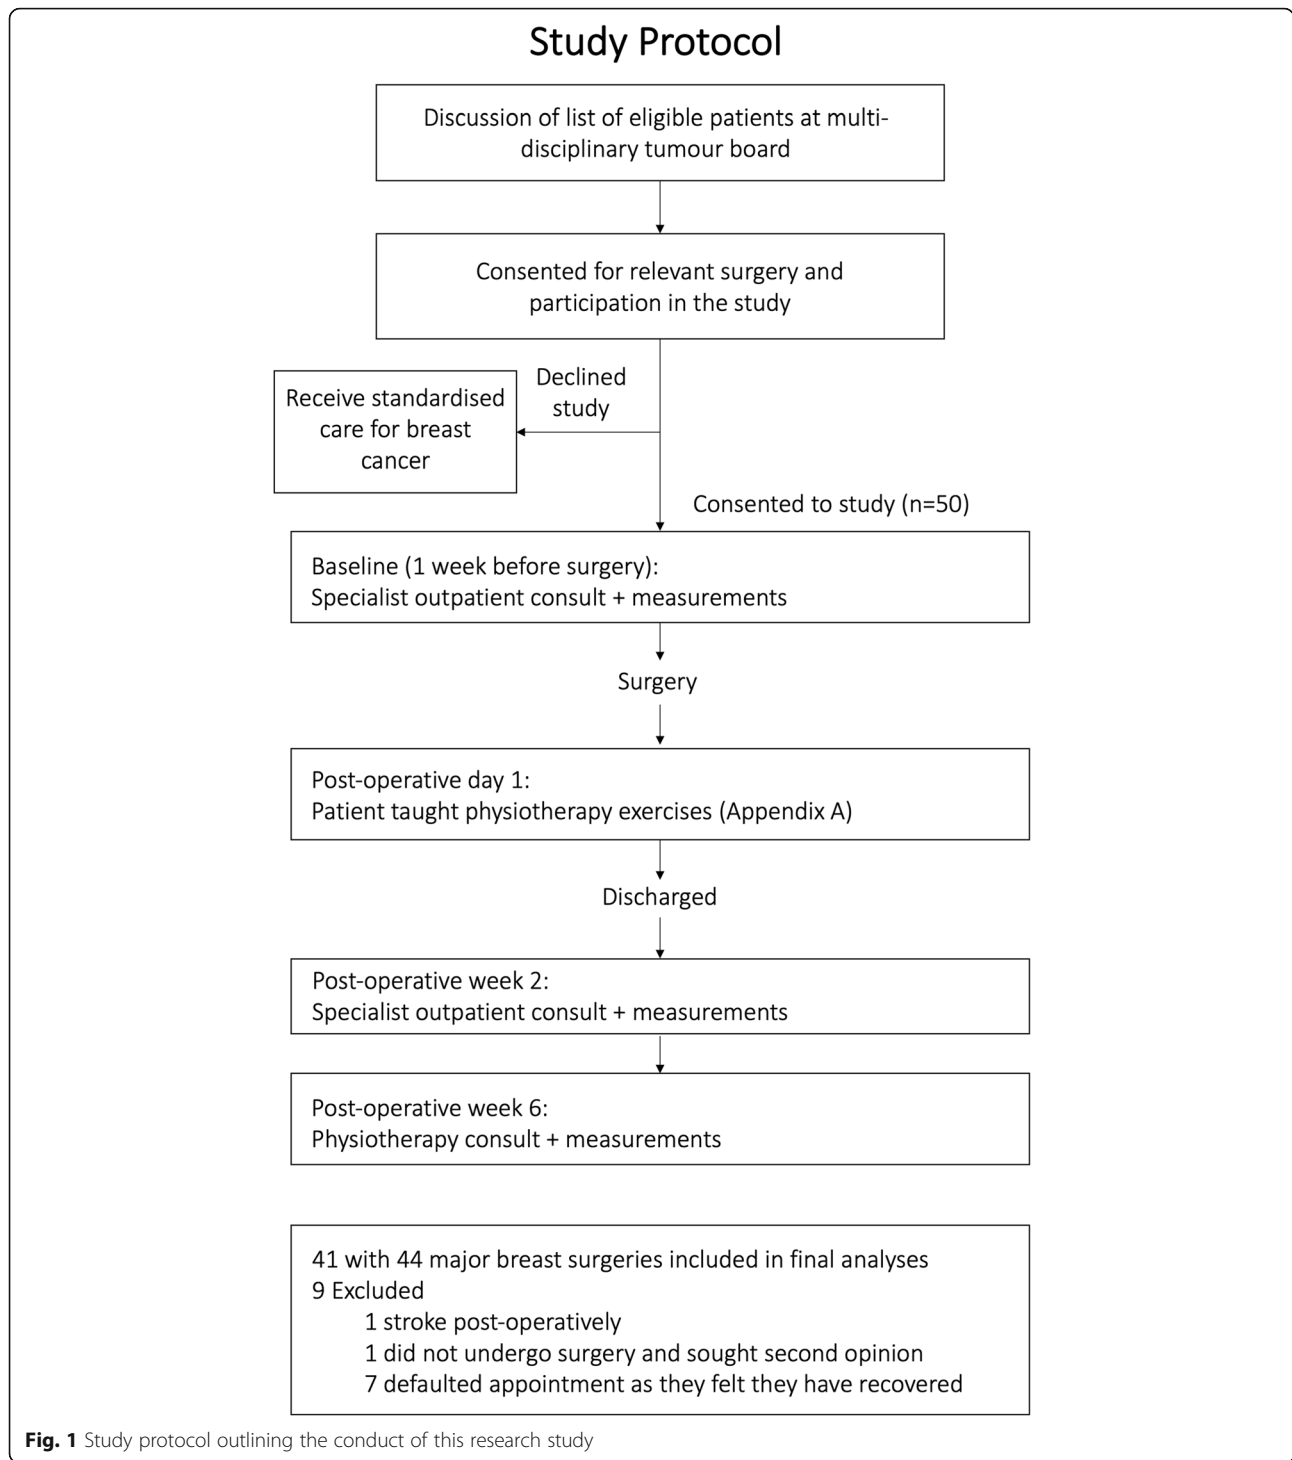 Study Protocol
Discussion of list of eligible patients at multi-
disciplinary tumour board
Consented for relevant surgery and
participation in the study
Declined
study
Receive standardised
care for breast
cancer
Consented to study (n=50)
Baseline (1 week before surgery):
Specialist outpatient consult + measurements
Surgery
Post-operative day 1:
Patient taught physiotherapy exercises (Appendix A)
Discharged
Post-operative week 2:
Specialist outpatient consult + measurements
Post-operative week 6:
Physiotherapy consult + measurements
41 with 44 major breast surgeries included in final analyses
9 Excluded
1 stroke post-operatively
1 did not undergo surgery and sought second opinion
7 defaulted appointment as they felt they have recovered
Fig. 1 Study protocol outlining the conduct of this research study